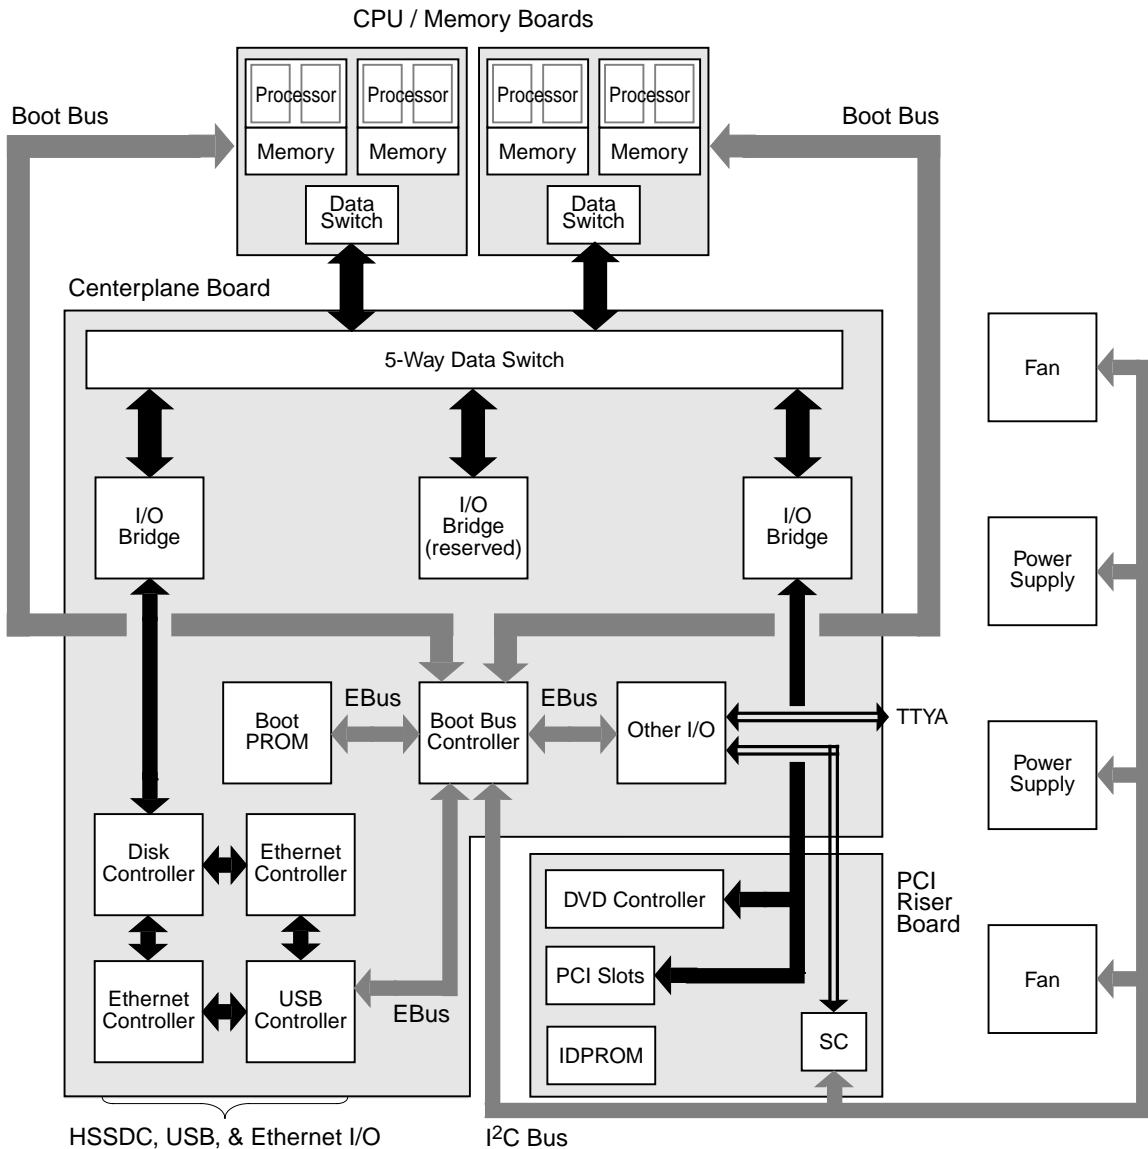 CPU / Memory Boards
Boot Bus
Processor
Processor
Processor
Processor
Boot Bus
Memory
Memory
Memory
Memory
Data
Switch
Data
Switch
Centerplane Board
5-Way Data Switch
Fan
I/O
Bridge
I/O
Bridge
(reserved)
I/O
Bridge
Power
Supply
EBus
EBus
Boot
PROM
Boot Bus
Controller
Other I/O
TTYA
Power
Supply
Disk
Controller
Ethernet
Controller
DVD Controller
PCI
Riser
Board
PCI Slots
Ethernet
Controller
USB
Controller
EBus
Fan
IDPROM
SC
HSSDC, USB, & Ethernet I/O
I²C Bus